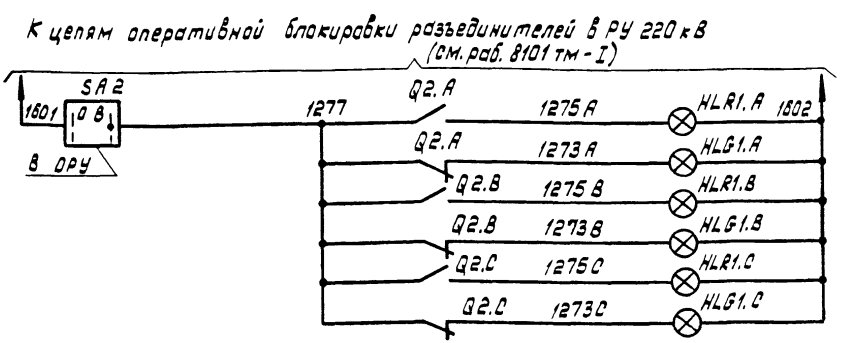 К цепям оперативной блокировки разъединителей в РУ 220 кВ
(см. раб. 8101 тм-I)
SA2
1601
О В
В ОРУ
1277
Q2.A
1275A
HLR1.A
1602
Q2.A
1273A
HLG1.A
Q2.B
1275B
HLR1.B
Q2.B
1273B
HLG1.B
Q2.C
1275C
HLR1.C
Q2.C
1273C
HLG1.C